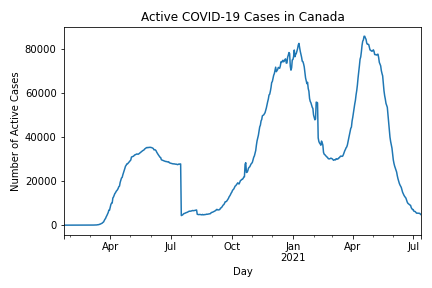 Active COVID-19 Cases in Canada
Number of Active Cases
80000
60000
40000
20000
0
Apr
Jul
Oct
Jan
2021
Apr
Jul
Day